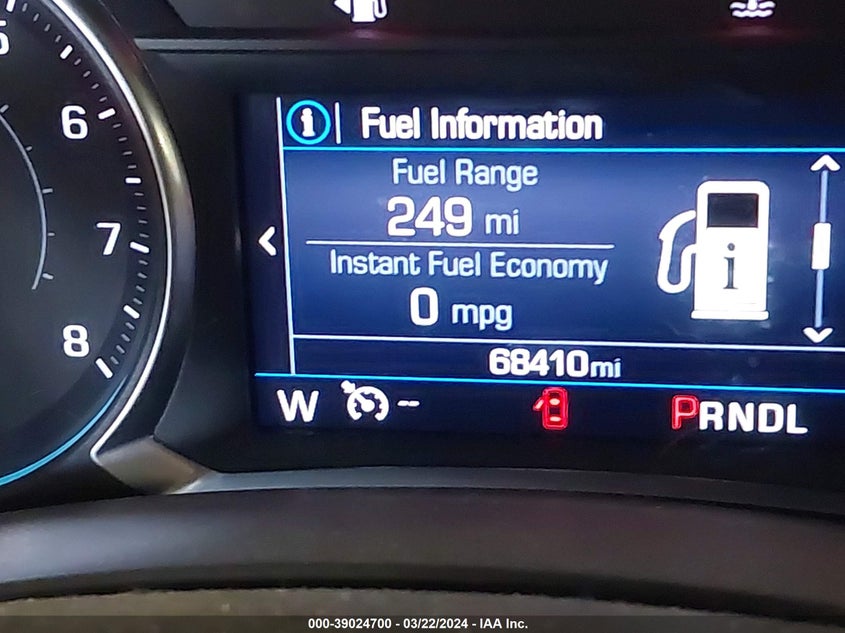 6
7
8
i Fuel Information
Fuel Range
249 mi
Instant Fuel Economy
0 mpg
i
68410mi
W -- PRNDL
000-39024700 - 03/22/2024 - IAA Inc.